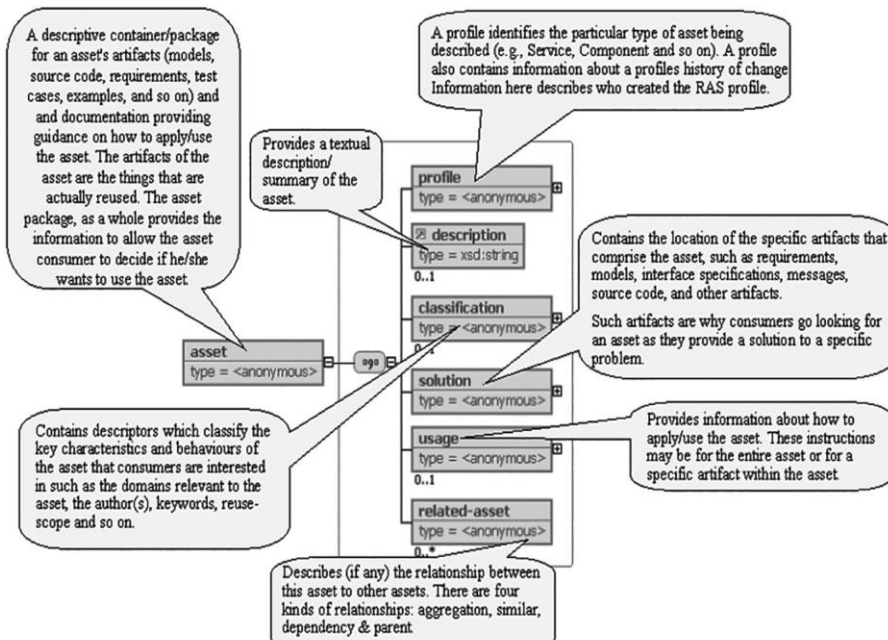 A descriptive container/package
for an asset's artifacts (models,
source code, requirements, test
cases, examples, and so on) and
and documentation providing
guidance on how to apply/use
the asset. The artifacts of the
asset are the things that are
actually reused. The asset
package, as a whole provides the
information to allow the asset
consumer to decide if he/she
wants to use the asset.
A profile identifies the particular type of asset being
described (e.g., Service, Component and so on). A profile
also contains information about a profiles history of change
Information here describes who created the RAS profile.
Provides a textual
description/
summary of the
asset.
profile
type = <anonymous>
description
type = xsd:string
0..1
Contains the location of the specific artifacts that
comprise the asset, such as requirements,
models, interface specifications, messages,
source code, and other artifacts.
Such artifacts are why consumers go looking for
an asset as they provide a solution to a specific
problem.
classification
type = <anonymous>
0..1
asset
type = <anonymous>
solution
type = <anonymous>
Contains descriptors which classify the
key characteristics and behaviours of
the asset that consumers are interested
in such as the domains relevant to the
asset, the author(s), keywords, reuse-
scope and so on.
usage
type = <anonymous>
0..1
Provides information about how to
apply/use the asset. These instructions
may be for the entire asset or for a
specific artifact within the asset.
related-asset
type = <anonymous>
0..*
Describes (if any) the relationship between
this asset to other assets. There are four
kinds of relationships: aggregation, similar,
dependency & parent.